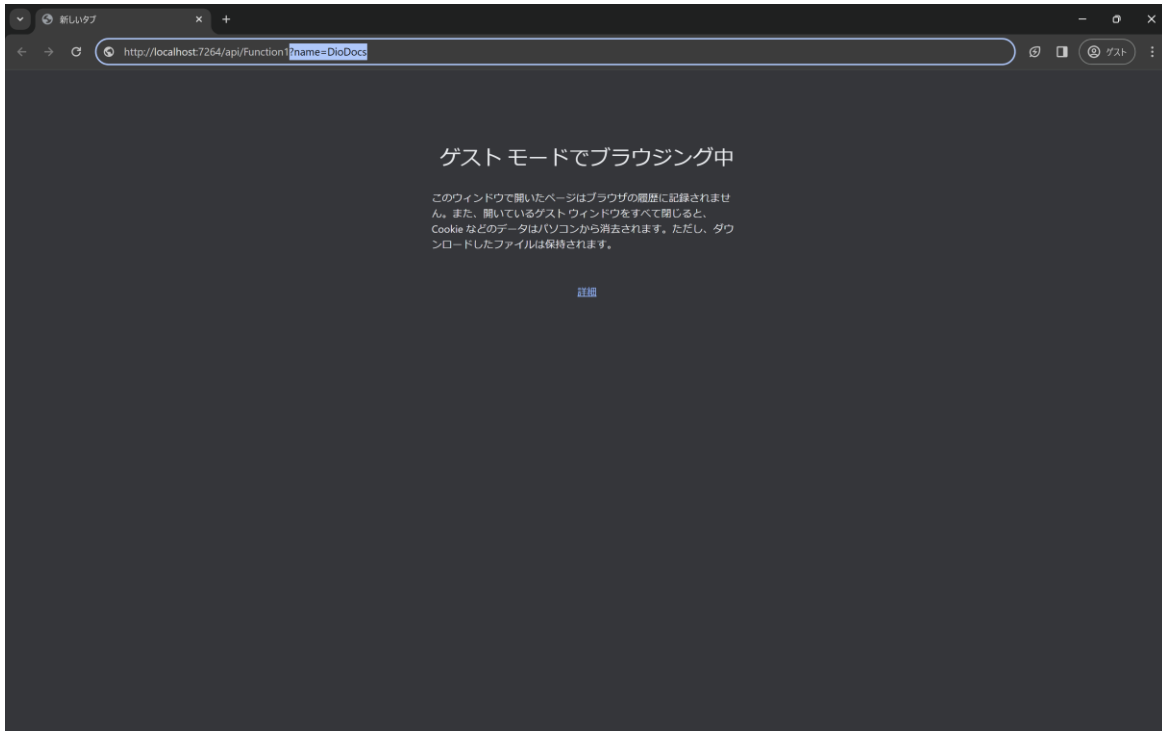 新しいタブ
http://localhost:7264/api/Function1?name=DioDocs
ゲスト
ゲスト モードでブラウジング中
このウィンドウで開いたページはブラウザの履歴に記録されませ
ん。また、開いているゲスト ウィンドウをすべて閉じると、
Cookie などのデータはパソコンから消去されます。ただし、ダウ
ンロードしたファイルは保持されます。
詳細